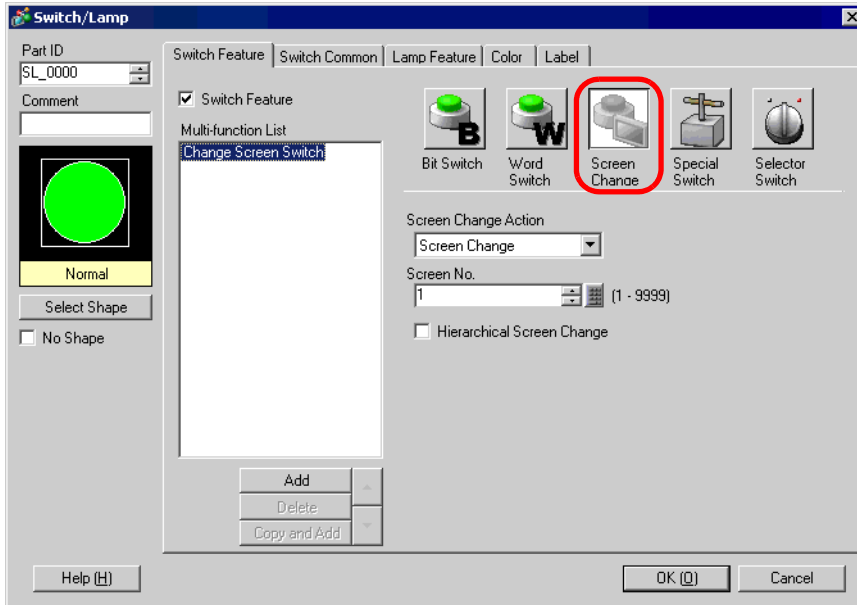 Switch/Lamp
Part ID
SL_0000
Comment
Normal
Select Shape
No Shape
Switch Feature
Switch Common
Lamp Feature
Color
Label
Switch Feature
Multi-function List
Change Screen Switch
Add
Delete
Copy and Add
B
Bit Switch
W
Word
Switch
Screen
Change
Special
Switch
Selector
Switch
Screen Change Action
Screen Change
Screen No.
1
(1 - 9999)
Hierarchical Screen Change
Help (H)
OK (O)
Cancel